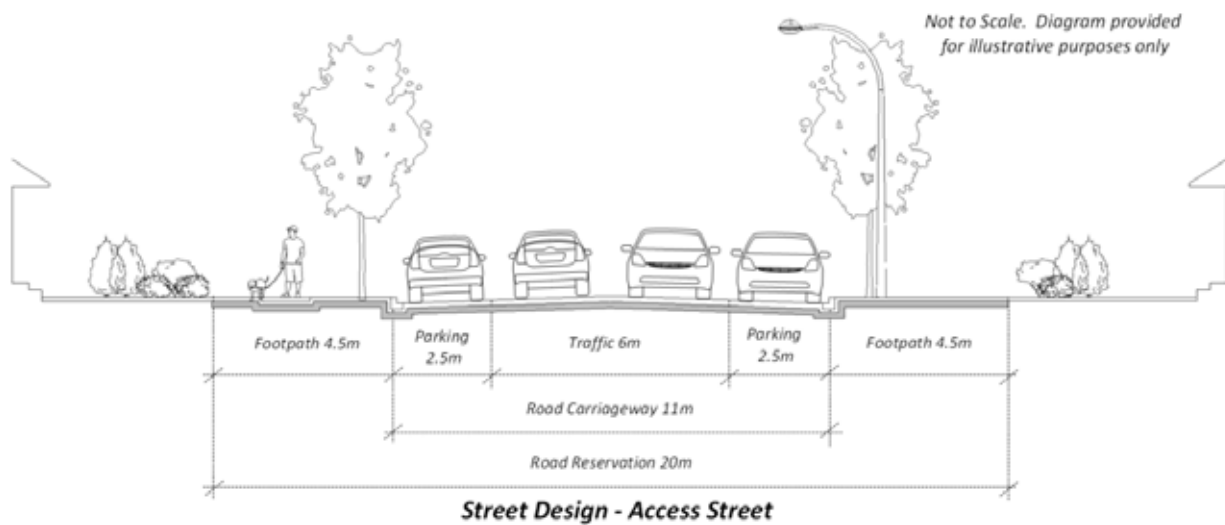 Not to Scale. Diagram provided
for illustrative purposes only
Footpath 4.5m
Parking
2.5m
Traffic 6m
Parking
2.5m
Footpath 4.5m
Road Carriageway 11m
Road Reservation 20m
Street Design - Access Street